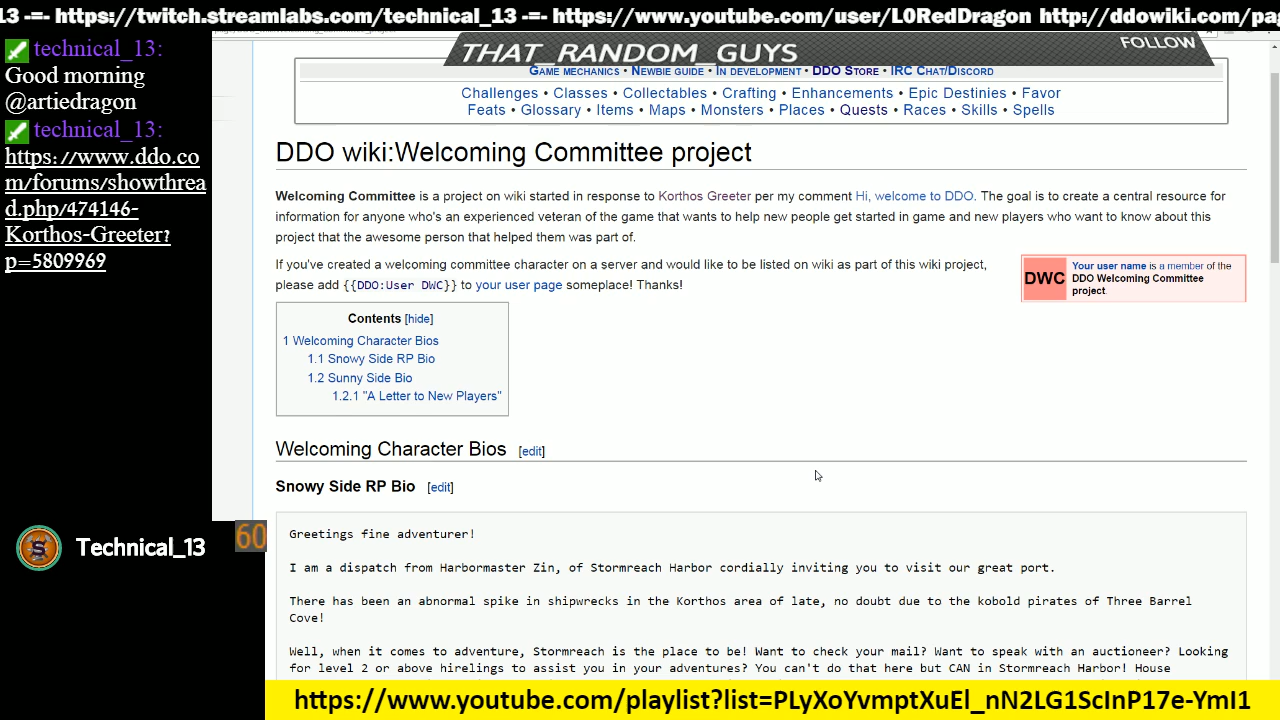 13 -=- https://twitch.streamlabs.com/technical_13 -=- https://www.youtube.com/user/L0RedDragon http://ddowiki.com/pag
technical_13:
Good morning
@artiedragon
technical_13:
https://www.ddo.co
m/forums/showthrea
d.php/474146-
Korthos-Greeter?
p=5809969
THAT_RANDOM_GUYS
FOLLOW
Game mechanics • Newbie guide • In development • DDO Store • IRC Chat/Discord
Challenges • Classes • Collectables • Crafting • Enhancements • Epic Destinies • Favor
Feats • Glossary • Items • Maps • Monsters • Places • Quests • Races • Skills • Spells
DDO wiki:Welcoming Committee project
Welcoming Committee is a project on wiki started in response to Korthos Greeter per my comment Hi, welcome to DDO. The goal is to create a central resource for
information for anyone who's an experienced veteran of the game that wants to help new people get started in game and new players who want to know about this
project that the awesome person that helped them was part of.
If you've created a welcoming committee character on a server and would like to be listed on wiki as part of this wiki project,
please add {{DDO:User DWC}} to your user page someplace! Thanks!
DWC
Your user name is a member of the
DDO Welcoming Committee
project.
Contents [hide]
1 Welcoming Character Bios
1.1 Snowy Side RP Bio
1.2 Sunny Side Bio
1.2.1 "A Letter to New Players"
Welcoming Character Bios [edit]
Snowy Side RP Bio [edit]
Greetings fine adventurer!
I am a dispatch from Harbormaster Zin, of Stormreach Harbor cordially inviting you to visit our great port.
There has been an abnormal spike in shipwrecks in the Korthos area of late, no doubt due to the kobold pirates of Three Barrel
Cove!
Well, when it comes to adventure, Stormreach is the place to be! Want to check your mail? Want to speak with an auctioneer? Looking
for level 2 or above hirelings to assist you in your adventures? You can't do that here but CAN in Stormreach Harbor! House
S
Technical_13
60
https://www.youtube.com/playlist?list=PLyXoYvmptXuEl_nN2LG1ScInP17e-YmI1